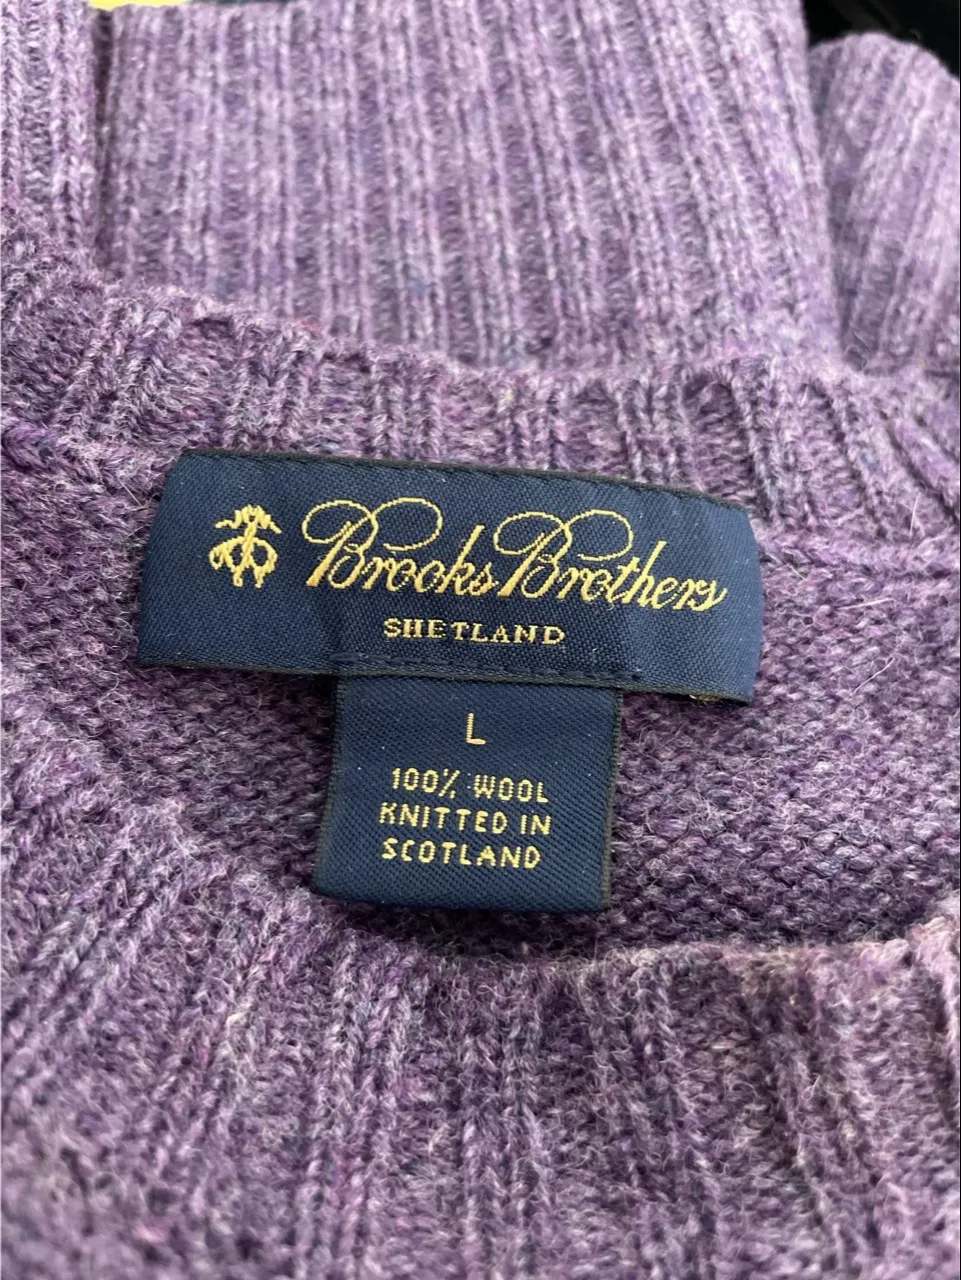 Brooks Brothers
SHETLAND
L
100% WOOL
KNITTED IN
SCOTLAND